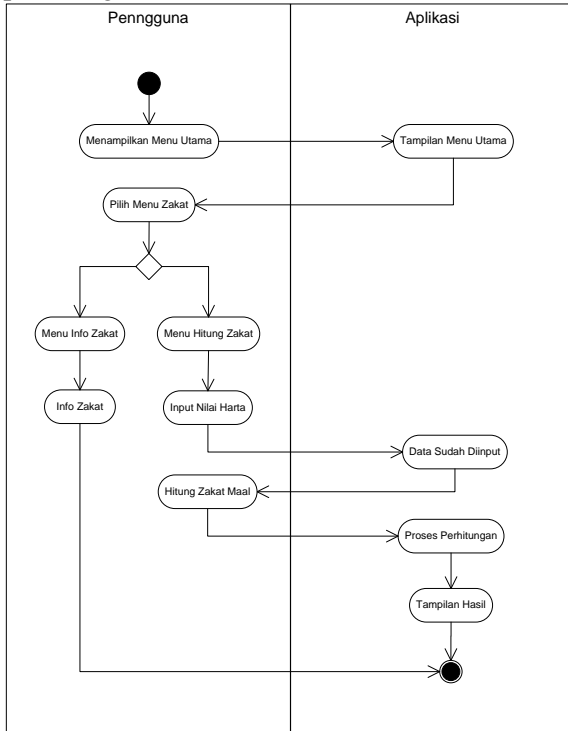 Penngguna
Aplikasi
Menampilkan Menu Utama
Tampilan Menu Utama
Pilih Menu Zakat
Menu Info Zakat
Menu Hitung Zakat
Info Zakat
Input Nilai Harta
Data Sudah Diinput
Hitung Zakat Maal
Proses Perhitungan
Tampilan Hasil